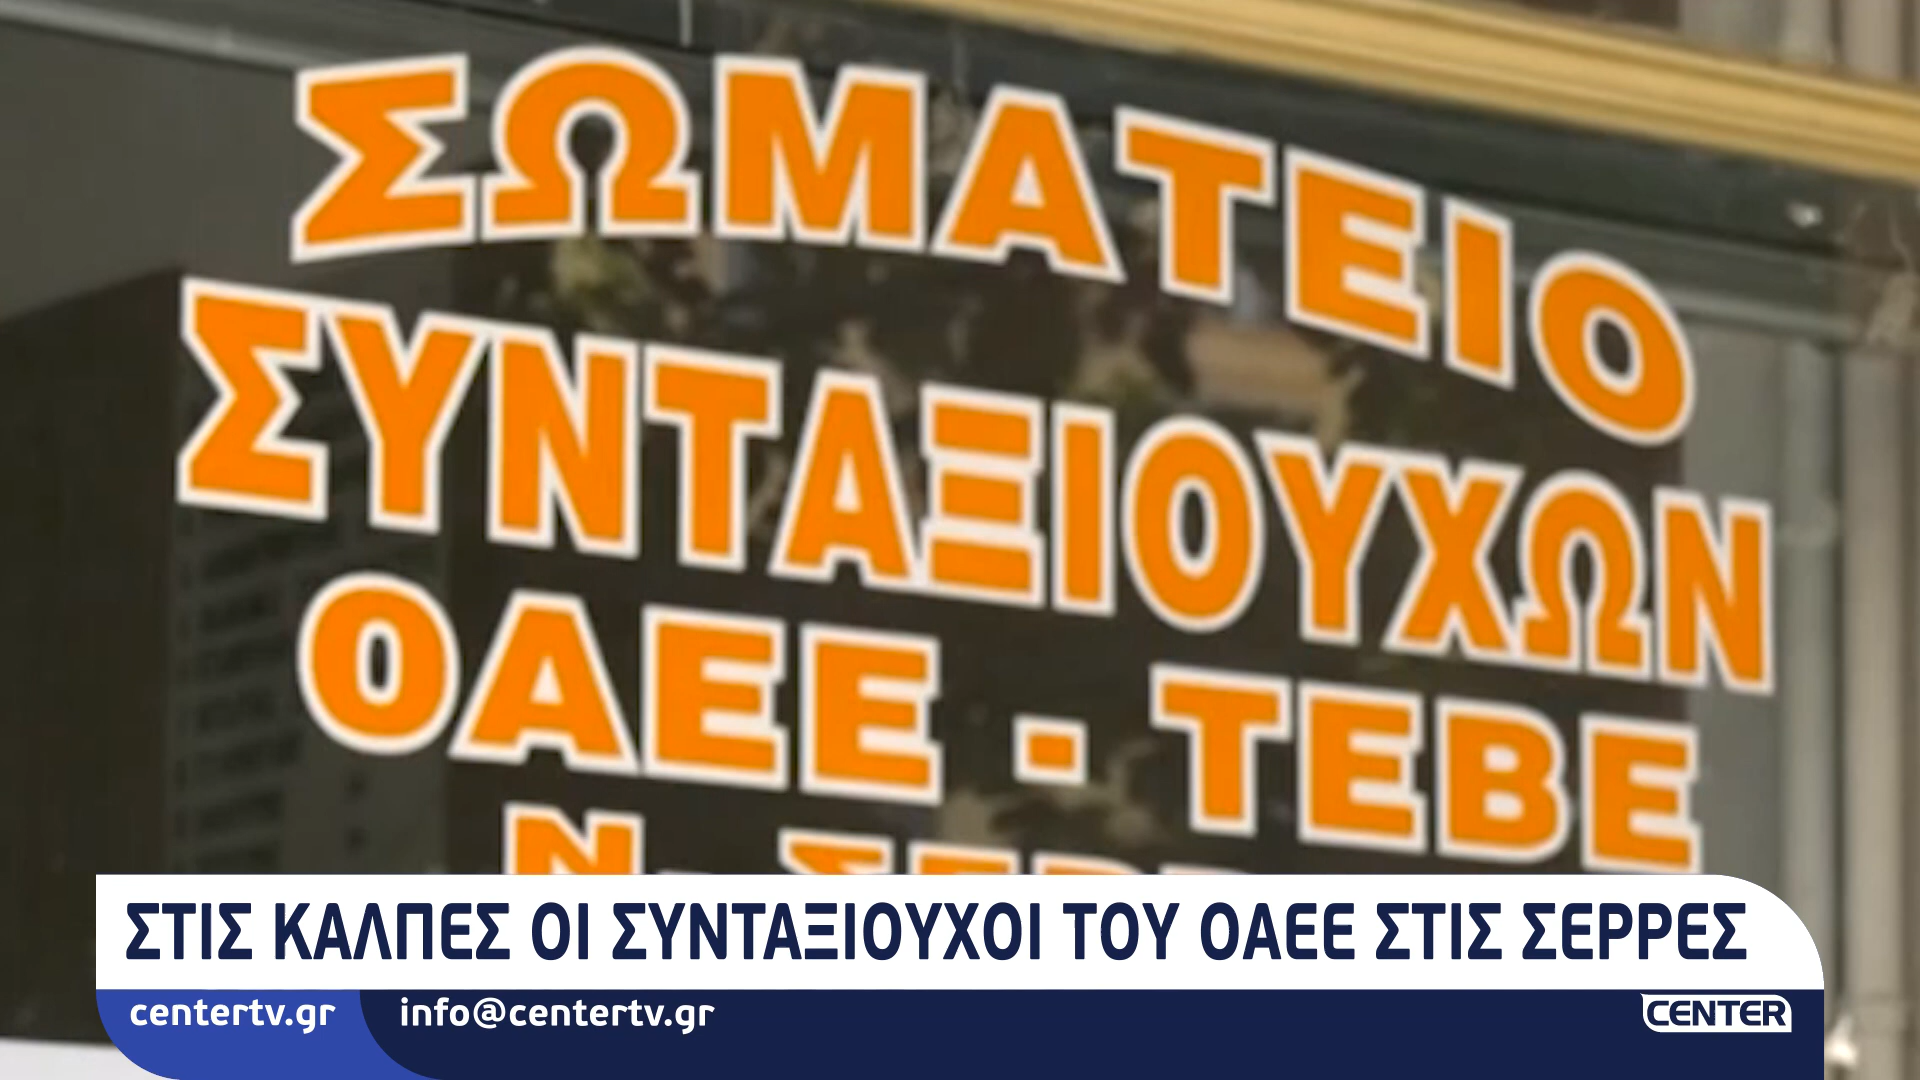 ΣΩΜΑΤΕΙΟ
ΣΥΝΤΑΞΙΟΥΧΩΝ
ΟΑΕΕ - ΤΕΒΕ
ΣΤΙΣ ΚΑΛΠΕΣ ΟΙ ΣΥΝΤΑΞΙΟΥΧΟΙ ΤΟΥ ΟΑΕΕ ΣΤΙΣ ΣΕΡΡΕΣ
centertv.gr info@centertv.gr CENTER